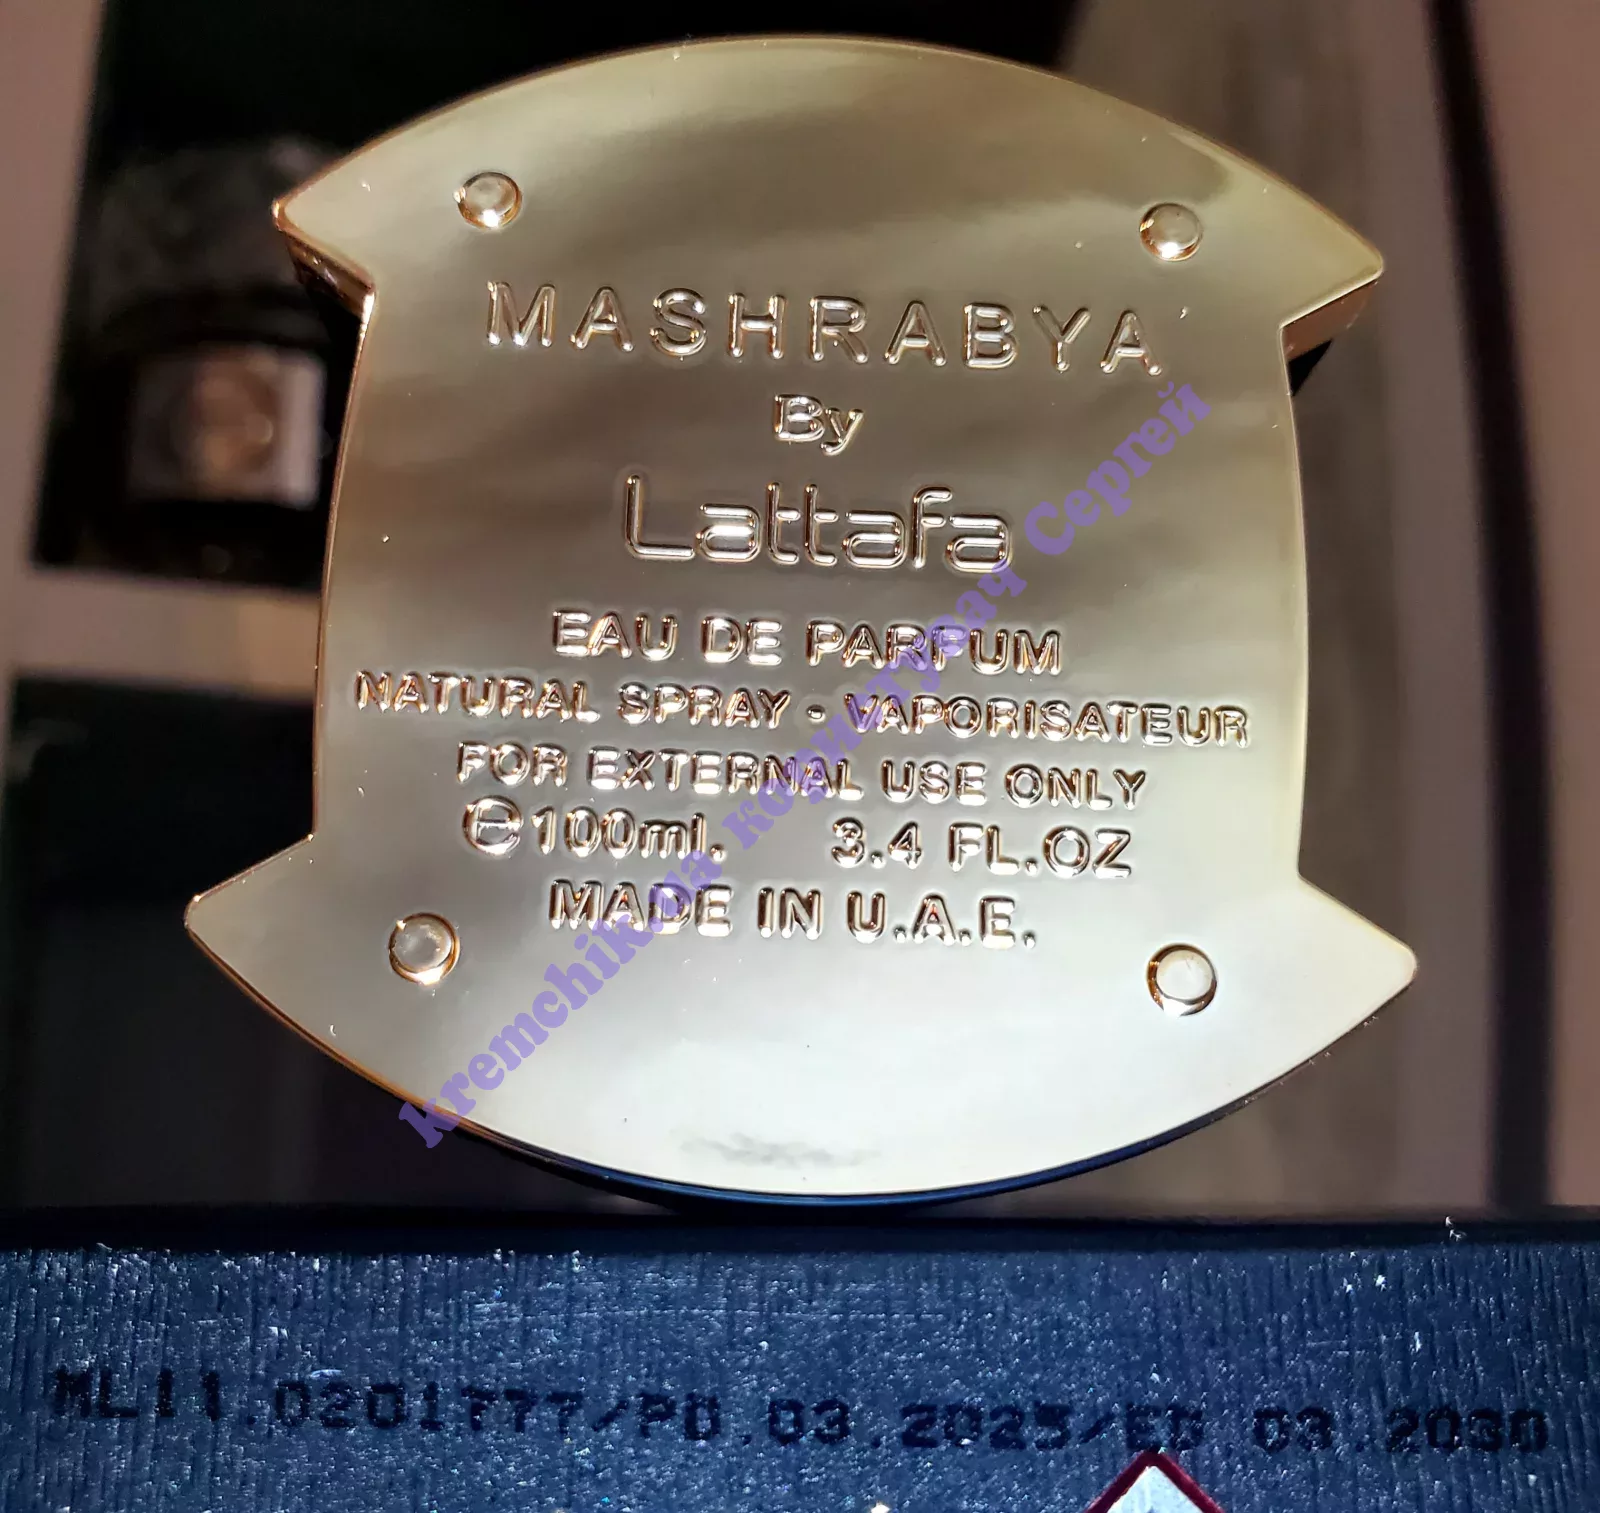 MASHRABYA
By
Lattafa
EAU DE PARFUM
NATURAL SPRAY · VAPORISATEUR
FOR EXTERNAL USE ONLY
℮100ml. 3.4 FL.OZ
MADE IN U.A.E.
kremchik.ua користувач Сергей
ML11.0201777/PD.03.2025/ED.03.2030